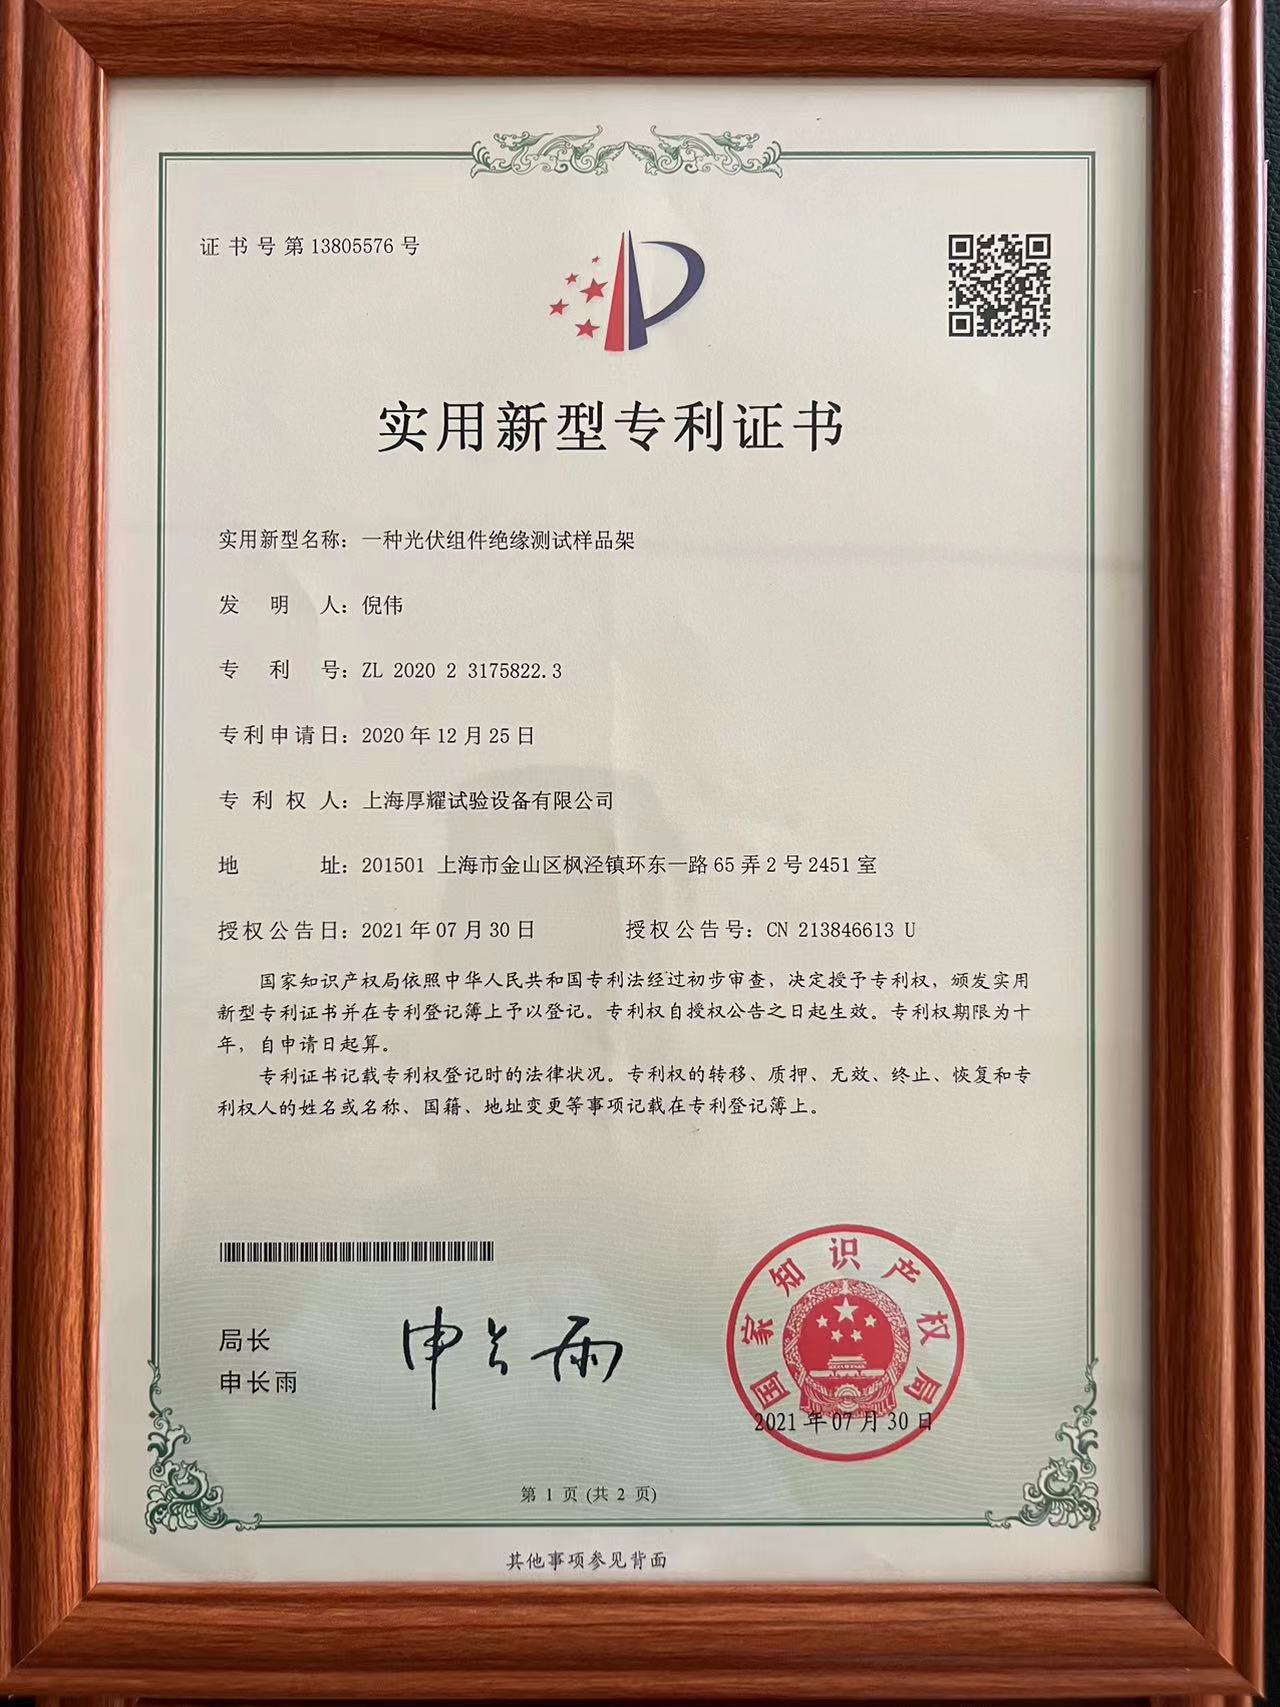 证书号第13805576号
实用新型专利证书
实用新型名称：一种光伏组件绝缘测试样品架
发明人：倪伟
专利号：ZL 2020 2 3175822.3
专利申请日：2020年12月25日
专利权人：上海厚耀试验设备有限公司
地址：201501 上海市金山区枫泾镇环东一路65弄2号2451室
授权公告日：2021年07月30日 授权公告号：CN 213846613 U
国家知识产权局依照中华人民共和国专利法经过初步审查，决定授予专利权，颁发实用
新型专利证书并在专利登记簿上予以登记。专利权自授权公告之日起生效。专利权期限为十
年，自申请日起算。
专利证书记载专利权登记时的法律状况。专利权的转移、质押、无效、终止、恢复和专
利权人的姓名或名称、国籍、地址变更等事项记载在专利登记簿上。
局长
申长雨
申长雨
国家知识产权局
2021年07月30日
第 1 页 (共 2 页)
其他事项参见背面